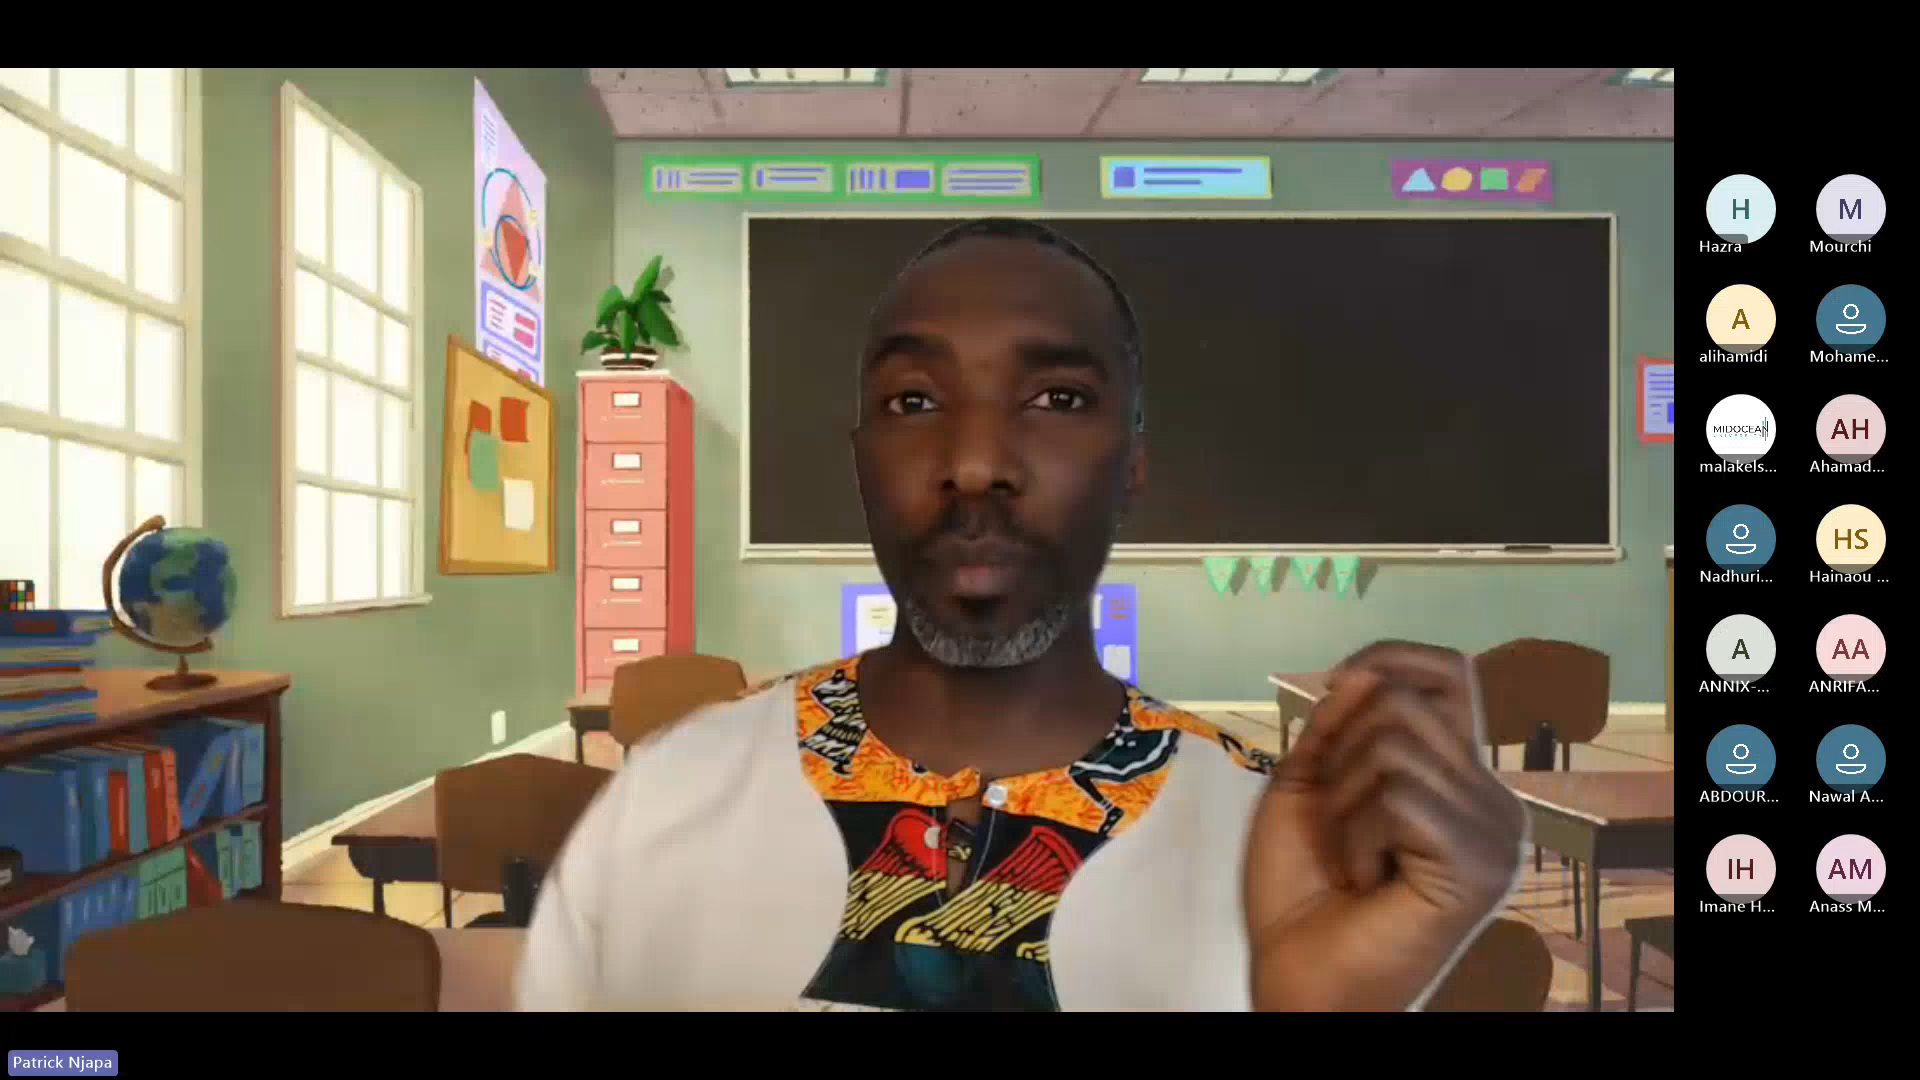 H
M
Hazra
Mourchi
A
alihamidi
Mohame...
MIDOCEAN
AH
malakels...
Ahamad...
HS
Nadhuri...
Hainaou ...
A
AA
ANNIX-...
ANRIFA...
ABDOUR...
Nawal A...
IH
AM
Imane H...
Anass M...
Patrick Njapa